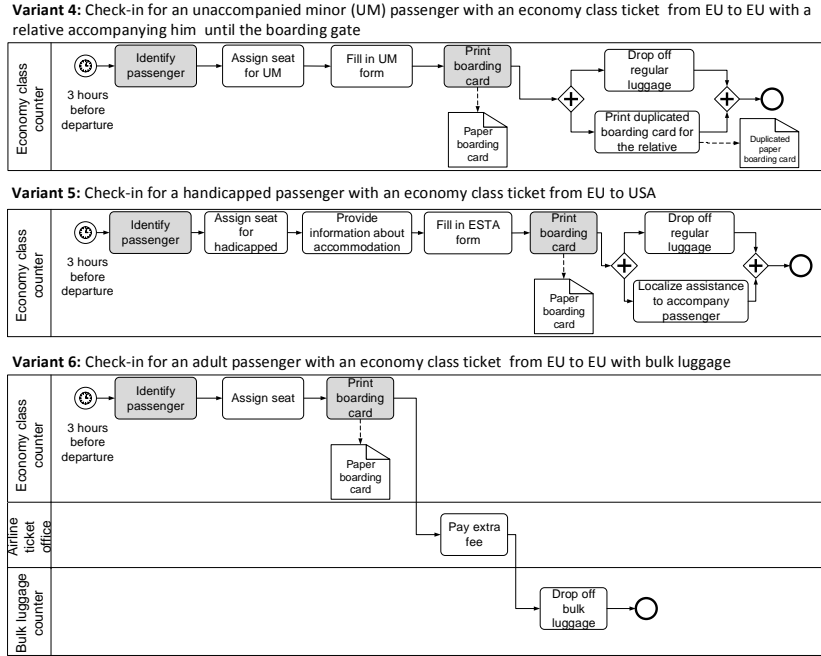 Variant 4: Check-in for an unaccompanied minor (UM) passenger with an economy class ticket from EU to EU with a
relative accompanying him until the boarding gate
Economy class
counter
3 hours
before
departure
Identify
passenger
Assign seat
for UM
Fill in UM
form
Print
boarding
card
Paper
boarding
card
Drop off
regular
luggage
Print duplicated
boarding card for
the relative
Duplicated
paper
boarding card
Variant 5: Check-in for a handicapped passenger with an economy class ticket from EU to USA
Economy class
counter
3 hours
before
departure
Identify
passenger
Assign seat
for
hadicapped
Provide
information about
accommodation
Fill in ESTA
form
Print
boarding
card
Paper
boarding
card
Drop off
regular
luggage
Localize assistance
to accompany
passenger
Variant 6: Check-in for an adult passenger with an economy class ticket from EU to EU with bulk luggage
Economy class
counter
3 hours
before
departure
Identify
passenger
Assign seat
Print
boarding
card
Paper
boarding
card
Airline
ticket
office
Pay extra
fee
Bulk luggage
counter
Drop off
bulk
luggage